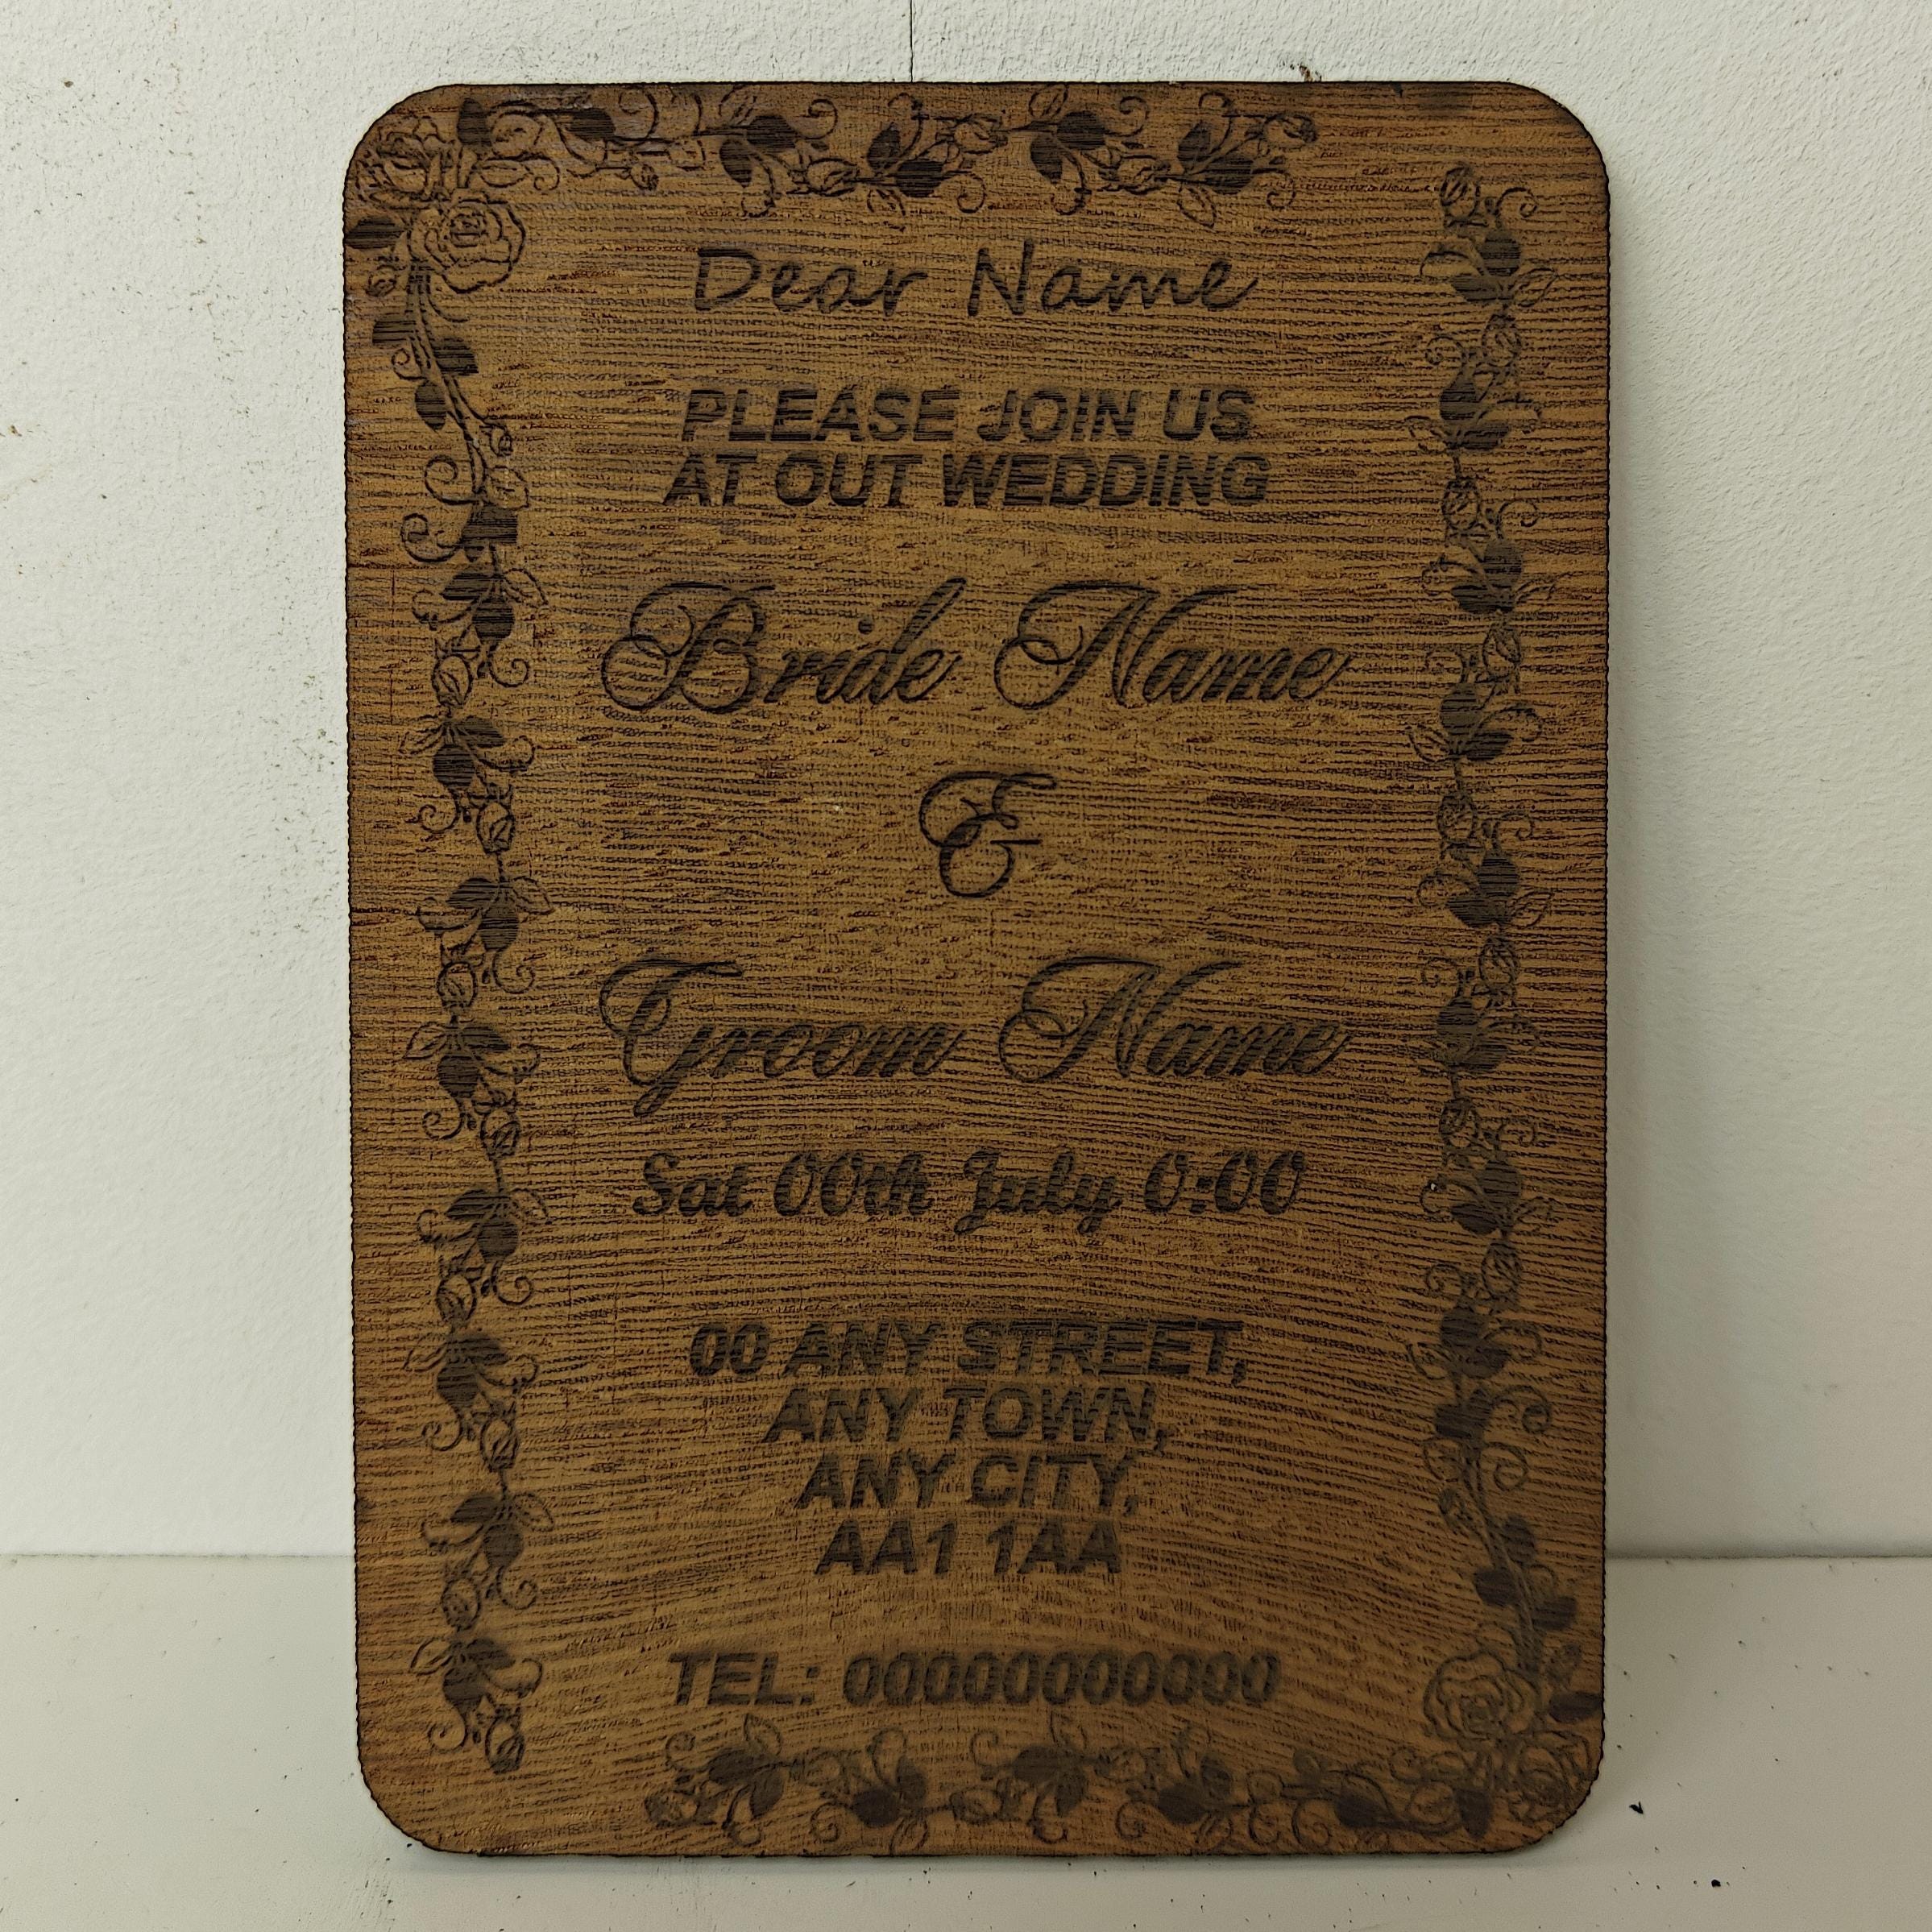 Dear Name
PLEASE JOIN US
AT OUT WEDDING
Bride Name
&
Groom Name
Sat 00th July 0:00
00 ANY STREET,
ANY TOWN,
ANY CITY,
AA1 1AA
TEL: 00000000000